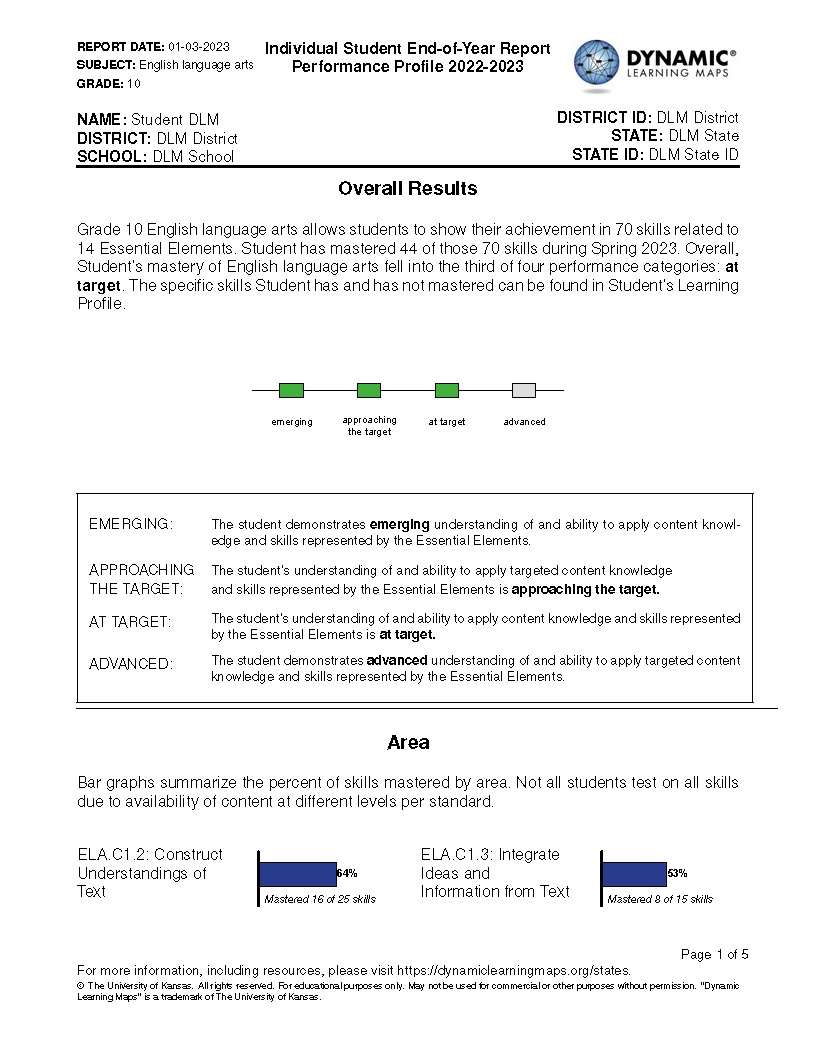 REPORT DATE: 01-03-2023
SUBJECT: English language arts
GRADE: 10
Individual Student End-of-Year Report
Performance Profile 2022-2023
DYNAMIC®
LEARNING MAPS
NAME: Student DLM
DISTRICT: DLM District
SCHOOL: DLM School
DISTRICT ID: DLM District
STATE: DLM State
STATE ID: DLM State ID
Overall Results
Grade 10 English language arts allows students to show their achievement in 70 skills related to
14 Essential Elements. Student has mastered 44 of those 70 skills during Spring 2023. Overall,
Student's mastery of English language arts fell into the third of four performance categories: at
target. The specific skills Student has and has not mastered can be found in Student's Learning
Profile.
emerging
approaching
the target
at target
advanced
EMERGING:
The student demonstrates emerging understanding of and ability to apply content knowl-
edge and skills represented by the Essential Elements.
APPROACHING
THE TARGET:
The student's understanding of and ability to apply targeted content knowledge
and skills represented by the Essential Elements is approaching the target.
AT TARGET:
The student's understanding of and ability to apply content knowledge and skills represented
by the Essential Elements is at target.
ADVANCED:
The student demonstrates advanced understanding of and ability to apply targeted content
knowledge and skills represented by the Essential Elements.
Area
Bar graphs summarize the percent of skills mastered by area. Not all students test on all skills
due to availability of content at different levels per standard.
ELA.C1.2: Construct
Understandings of
Text
64%
Mastered 16 of 25 skills
ELA.C1.3: Integrate
Ideas and
Information from Text
53%
Mastered 8 of 15 skills
Page 1 of 5
For more information, including resources, please visit https://dynamiclearningmaps.org/states.
© The University of Kansas. All rights reserved. For educational purposes only. May not be used for commercial or other purposes without permission. "Dynamic
Learning Maps" is a trademark of The University of Kansas.